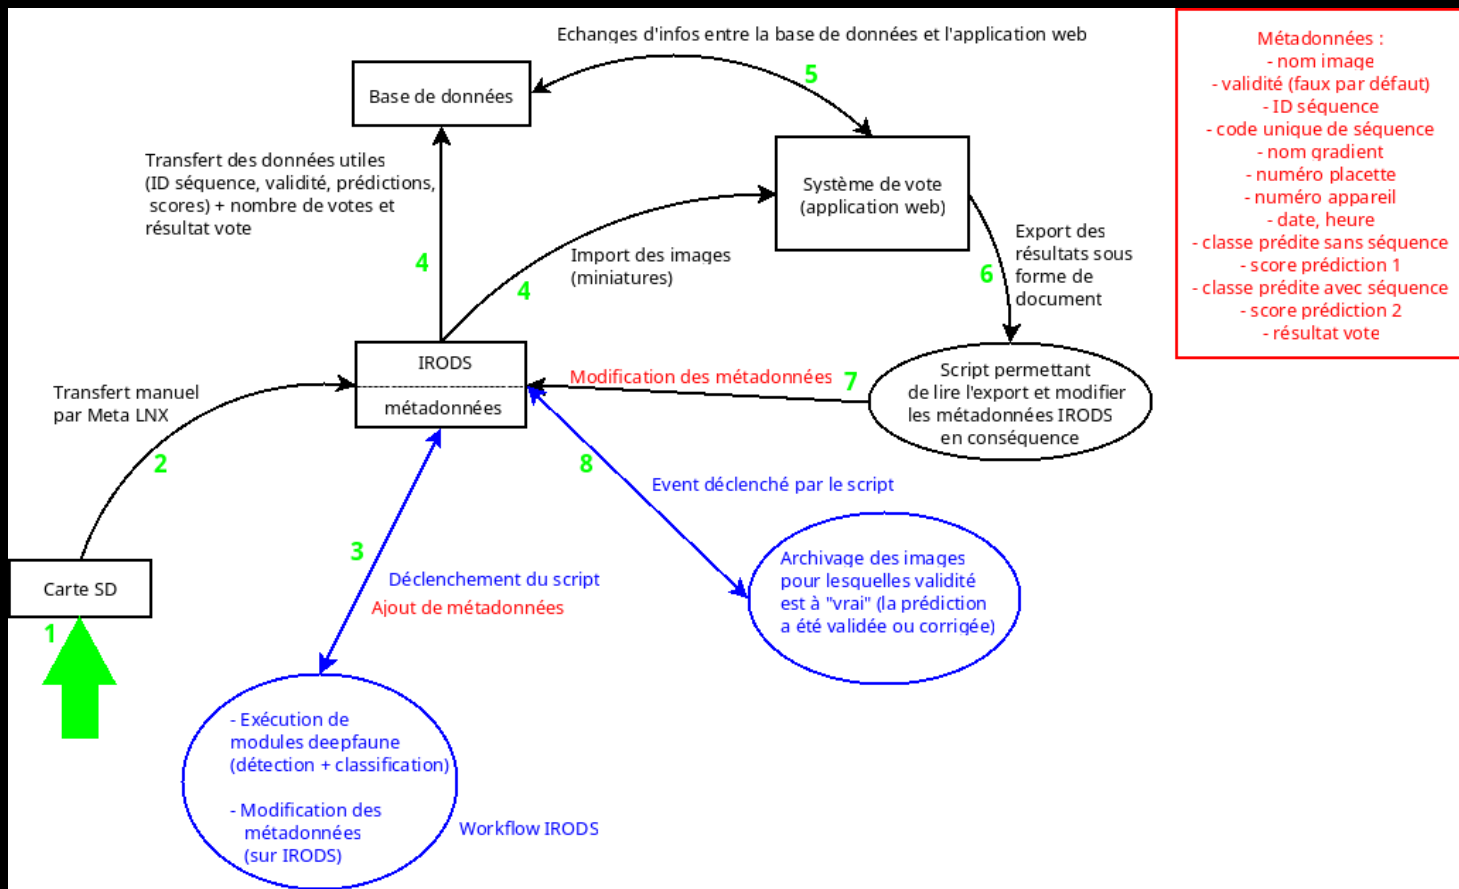 Echanges d'infos entre la base de données et l'application web
5
Base de données
Transfert des données utiles
(ID séquence, validité, prédictions,
scores) + nombre de votes et
résultat vote
4
Système de vote
(application web)
Import des images
(miniatures)
4
Export des
résultats sous
forme de
document
6
Métadonnées :
- nom image
- validité (faux par défaut)
- ID séquence
- code unique de séquence
- nom gradient
- numéro placette
- numéro appareil
- date, heure
- classe prédite sans séquence
- score prédiction 1
- classe prédite avec séquence
- score prédiction 2
- résultat vote
IRODS
métadonnées
Modification des métadonnées
7
Script permettant
de lire l'export et modifier
les métadonnées IRODS
en conséquence
Transfert manuel
par Meta LNX
2
8
Event déclenché par le script
3
Déclenchement du script
Ajout de métadonnées
Archivage des images
pour lesquelles validité
est à "vrai" (la prédiction
a été validée ou corrigée)
Carte SD
1
- Exécution de
modules deepfaune
(détection + classification)
- Modification des
métadonnées
(sur IRODS)
Workflow IRODS